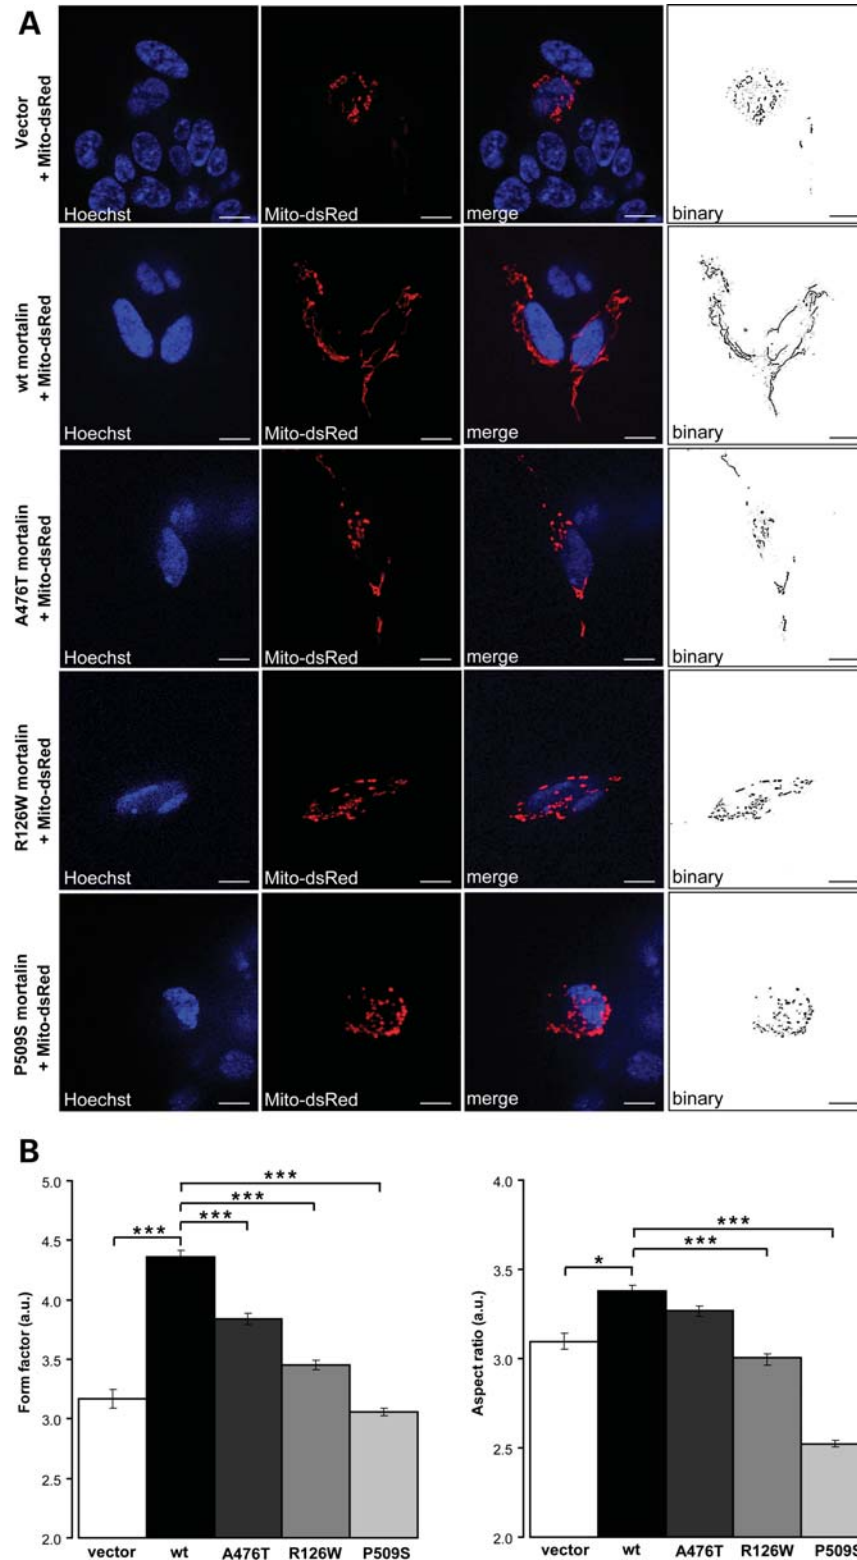 A
Vector
+ Mito-dsRed
Hoechst
Mito-dsRed
merge
binary
wt mortalin
+ Mito-dsRed
Hoechst
Mito-dsRed
merge
binary
A476T mortalin
+ Mito-dsRed
Hoechst
Mito-dsRed
merge
binary
R126W mortalin
+ Mito-dsRed
Hoechst
Mito-dsRed
merge
binary
P509S mortalin
+ Mito-dsRed
Hoechst
Mito-dsRed
merge
binary
B
Form factor (a.u.)
5.0
4.5
4.0
3.5
3.0
2.5
2.0
***
***
***
***
vector wt A476T R126W P509S
Aspect ratio (a.u.)
4.0
3.5
3.0
2.5
2.0
***
***
*
vector wt A476T R126W P509S